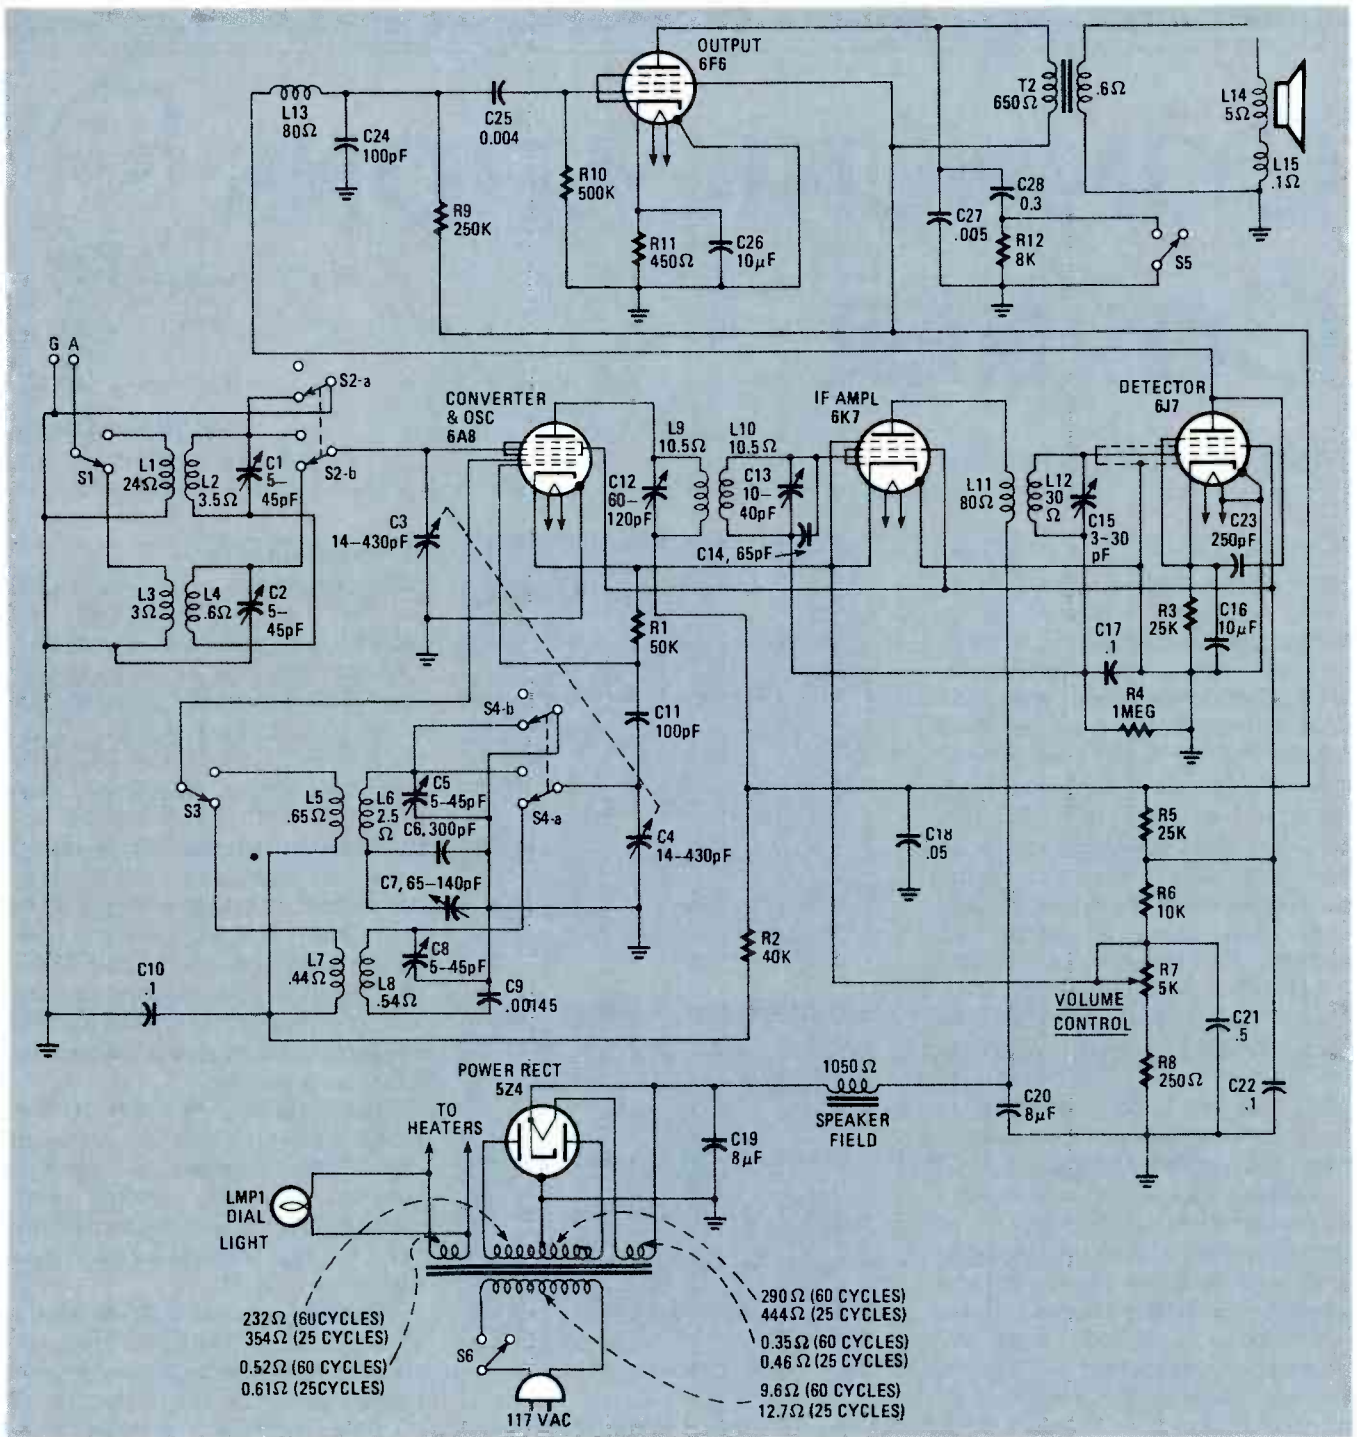 OUTPUT
6F6
L13
80Ω
C24
100pF
C25
0.004
R10
500K
R9
250K
R11
450Ω
C26
10µF
T2
650Ω
.6Ω
L14
5Ω
L15
.1Ω
C28
0.3
C27
.005
R12
8K
S5
G A
S2-a
S2-b
S1
L1
24Ω
L2
3.5Ω
C1
5–
45pF
L3
3Ω
L4
.6Ω
C2
5–
45pF
C3
14–430pF
CONVERTER
& OSC
6A8
L9
10.5Ω
L10
10.5Ω
C12
60–
120pF
C13
10–
40pF
C14, 65pF
IF AMPL
6K7
L11
80Ω
L12
30
Ω
C15
3–30
pF
DETECTOR
6J7
C23
250pF
R3
25K
C16
10µF
C17
.1
R4
1MEG
R1
50K
C11
100pF
S4-b
S4-a
S3
L5
.65Ω
L6
2.5
Ω
C5
5–45pF
C6, 300pF
C7, 65–140pF
C4
14–430pF
L7
.44Ω
L8
.54Ω
C8
5–45pF
C9
.00145
C10
.1
R2
40K
C18
.05
R5
25K
R6
10K
R7
5K
VOLUME
CONTROL
R8
250Ω
C21
.5
C22
.1
C20
8µF
1050Ω
SPEAKER
FIELD
C19
8µF
POWER RECT
5Z4
TO
HEATERS
LMP1
DIAL
LIGHT
232Ω (60CYCLES)
354Ω (25 CYCLES)
0.52Ω (60 CYCLES)
0.61Ω (25CYCLES)
290Ω (60 CYCLES)
444Ω (25 CYCLES)
0.35Ω (60 CYCLES)
0.46Ω (25 CYCLES)
9.6Ω (60 CYCLES)
12.7Ω (25 CYCLES)
S6
117 VAC